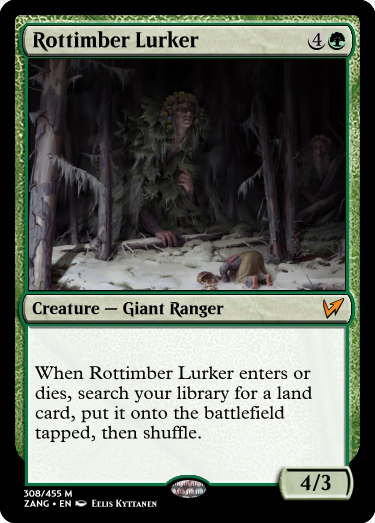 Rottimber Lurker 4
Creature — Giant Ranger
When Rottimber Lurker enters or
dies, search your library for a land
card, put it onto the battlefield
tapped, then shuffle.
4/3
308/455 M
ZANG • EN Eelis Kyttanen